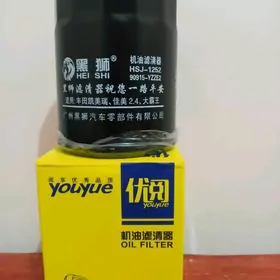 黑狮
HEI SHI
机油滤清器
HSJ-1252
90915-YZZE2
黑狮滤清器祝您一路平安
适用：丰田凯美瑞、佳美2.4、大霸王
广州黑狮汽车零部件有限公司
youyue
优阅
youyue
机油滤清器
OIL FILTER